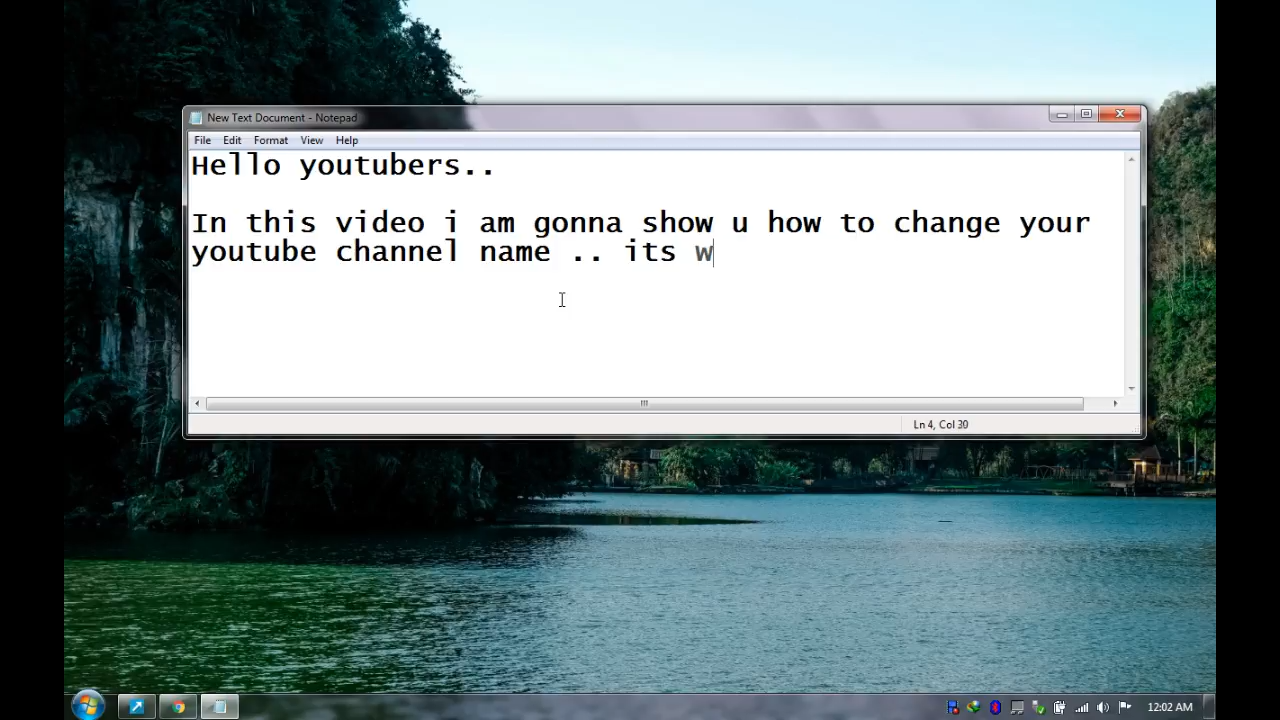 New Text Document - Notepad
File Edit Format View Help
Hello youtubers..
In this video i am gonna show u how to change your
youtube channel name .. its w
Ln 4, Col 30
12:02 AM